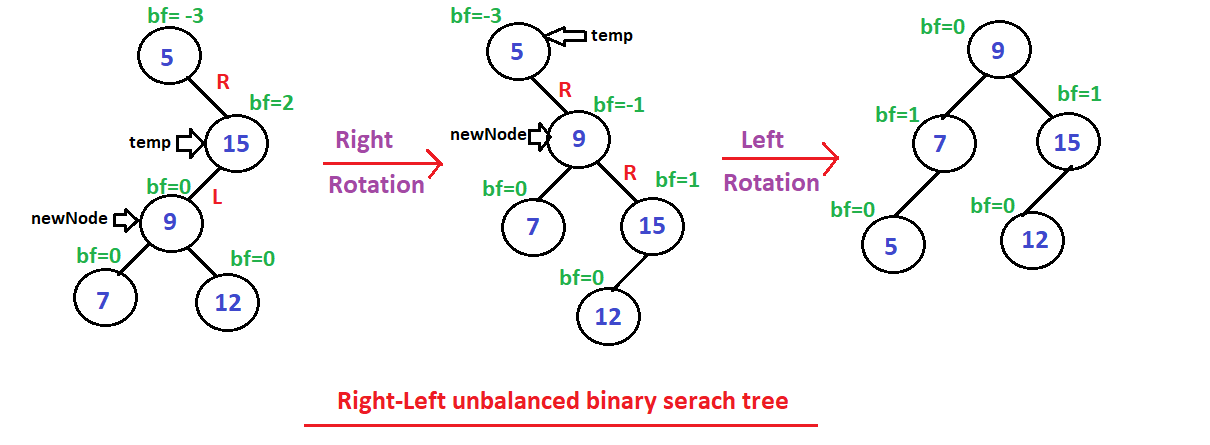 bf= -3
5
R
bf=2
temp
15
bf=0
L
newNode
9
bf=0
bf=0
7
12
Right
Rotation
bf=-3
temp
5
R
bf=-1
newNode
9
R
bf=0
bf=1
7
15
bf=0
12
Left
Rotation
bf=0
9
bf=1
bf=1
7
15
bf=0
bf=0
5
12
Right-Left unbalanced binary serach tree